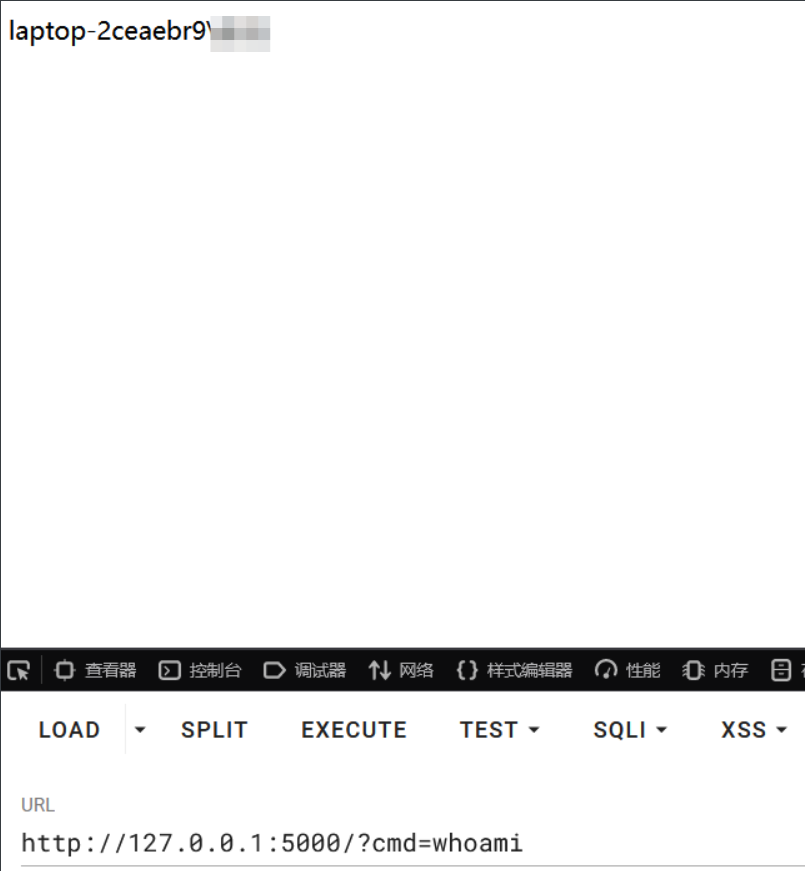 laptop-2ceaebr9\
查看器 控制台 调试器 网络 样式编辑器 性能 内存
LOAD SPLIT EXECUTE TEST SQLI XSS
URL
http://127.0.0.1:5000/?cmd=whoami